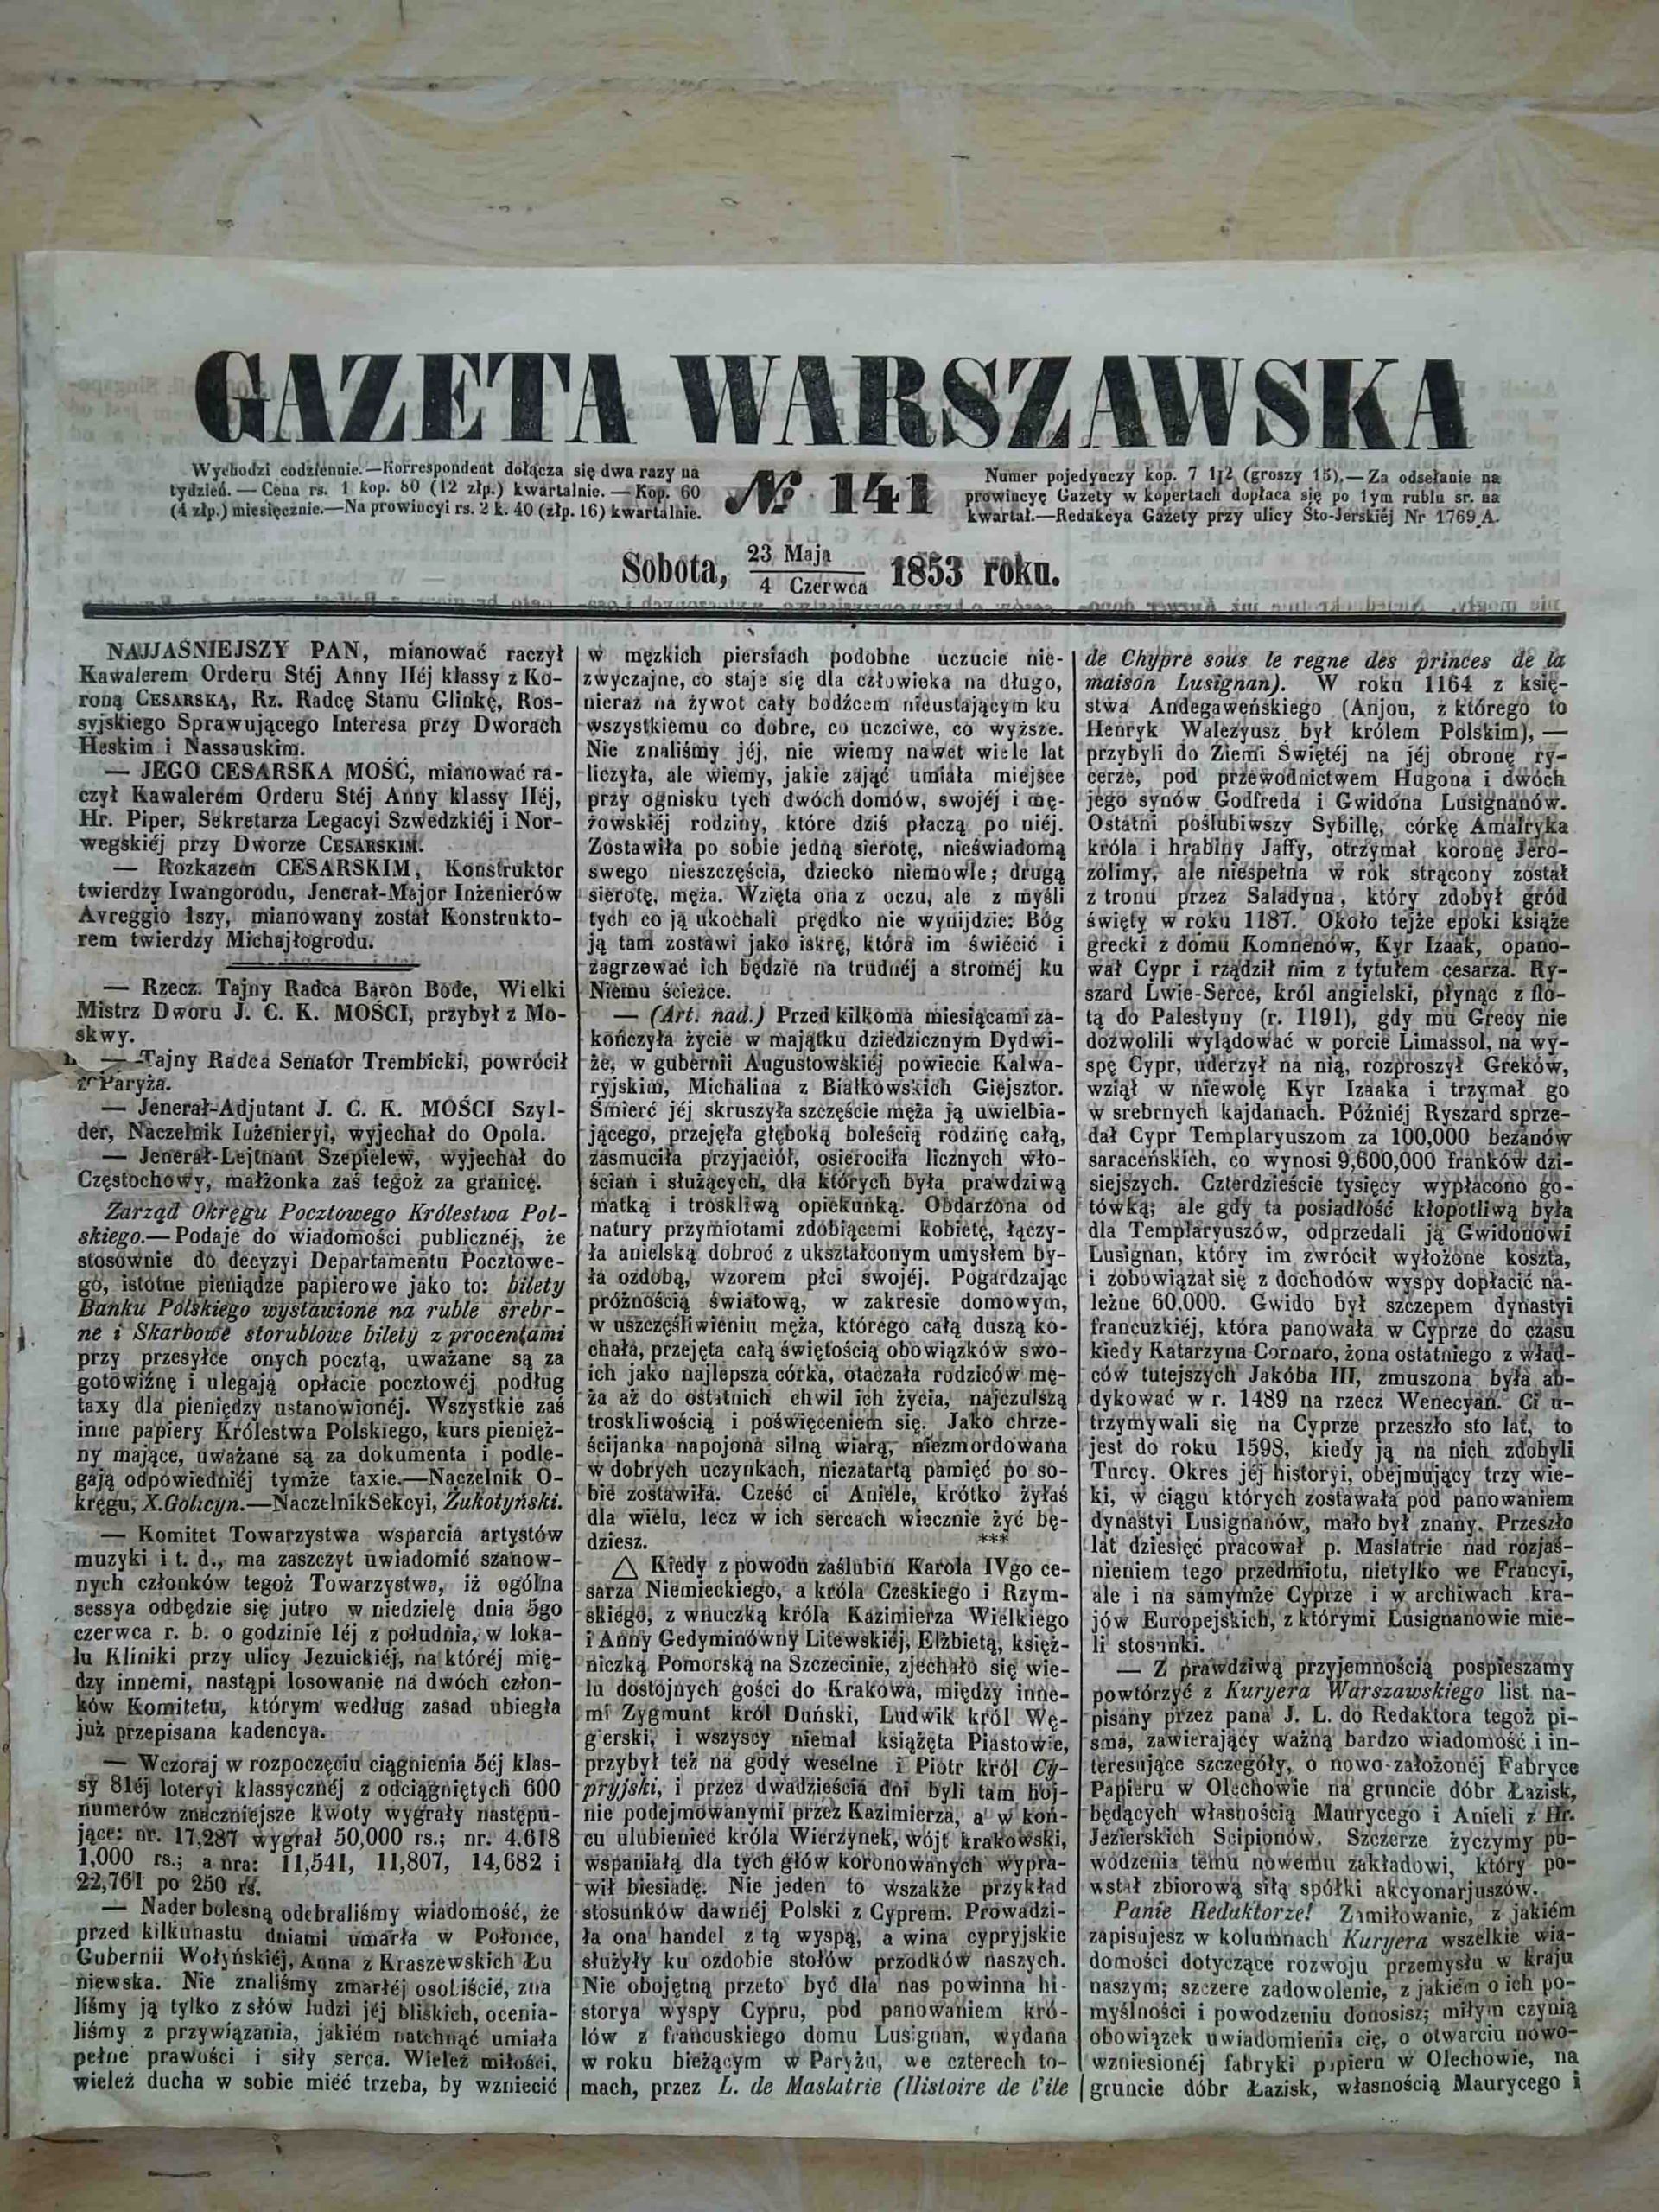 GAZETA WARSZAWSKA
Wychodzi codziennie.—Korrespondent dołącza się dwa razy na
tydzień. — Cena rs. 1 kop. 80 (12 złp.) kwartalnie. — Kop. 60
(4 złp.) miesięcznie.—Na prowincyi rs. 2 k. 40 (złp. 16) kwartalnie.
№ 141
Numer pojedynczy kop. 7 1|2 (groszy 15).—Za odsełanie na
prowincyę Gazety w kopertach dopłaca się po 1ym rublu sr. na
kwartał.—Redakcya Gazety przy ulicy Sto-Jerskiéj Nr 1769 A.
Sobota, 23 Maja / 4 Czerwca 1853 roku.
NAJJAŚNIEJSZY PAN, mianować raczył
Kawalerem Orderu Stéj Anny IIéj klassy z Ko-
roną CESARSKĄ, Rz. Radcę Stanu Glinkę, Ros-
syjskiego Sprawującego Interesa przy Dworach
Heskim i Nassauskim.
— JEGO CESARSKA MOŚĆ, mianować ra-
czył Kawalerem Orderu Stéj Anny klassy IIéj,
Hr. Piper, Sekretarza Legacyi Szwedzkiéj i Nor-
wegskiéj przy Dworze CESARSKIM.
— Rozkazem CESARSKIM, Konstruktor
twierdzy Iwangorodu, Jenerał-Major Inżenierów
Avreggio 1szy, mianowany został Konstrukto-
rem twierdzy Michajłogrodu.
— Rzecz. Tajny Radca Baron Bode, Wielki
Mistrz Dworu J. C. K. MOŚCI, przybył z Mo-
skwy.
— Tajny Radca Senator Trembicki, powrócił
z Paryża.
— Jenerał-Adjutant J. C. K. MOŚCI Szyl-
der, Naczelnik Inżenieryi, wyjechał do Opola.
— Jenerał-Lejtnant Szepielew, wyjechał do
Częstochowy, małżonka zaś tegoż za granicę.
Zarząd Okręgu Pocztowego Królestwa Pol-
skiego.— Podaje do wiadomości publicznéj, że
stosownie do decyzyi Departamentu Pocztowe-
go, istotne pieniądze papierowe jako to: bilety
Banku Polskiego wystawione na ruble srebr-
ne i Skarbowe storublowe bilety z procentami
przy przesyłce onych pocztą, uważane są za
gotowiznę i ulegają opłacie pocztowéj podług
taxy dla pieniędzy ustanowionéj. Wszystkie zaś
inne papiery Królestwa Polskiego, kurs pienięż-
ny mające, uważane są za dokumenta i podle-
gają odpowiedniéj tymże taxie.—Naczelnik O-
kręgu, X. Golicyn.—Naczelnik Sekcyi, Żukotyński.
— Komitet Towarzystwa wsparcia artystów
muzyki i t. d., ma zaszczyt uwiadomić szanow-
nych członków tegoż Towarzystwa, iż ogólna
sessya odbędzie się jutro w niedzielę dnia 5go
czerwca r. b. o godzinie 1éj z południa, w loka-
lu Kliniki przy ulicy Jezuickiéj, na któréj mię-
dzy innemi, nastąpi losowanie na dwóch człon-
ków Komitetu, którym według zasad ubiegła
już przepisana kadencya.
— Wczoraj w rozpoczęciu ciągnienia 5éj klas-
sy 81éj loteryi klassycznéj z odciągniętych 600
numerów znaczniejsze kwoty wygrały następu-
jące: nr. 17,287 wygrał 50,000 rs.; nr. 4,618
1,000 rs.; a nra: 11,541, 11,807, 14,682 i
22,761 po 250 rs.
— Nader bolesną odebraliśmy wiadomość, że
przed kilkunastu dniami umarła w Połonce,
Gubernii Wołyńskiéj, Anna z Kraszewskich Łu
niewska. Nie znaliśmy zmarłéj osobiście, zna
liśmy ją tylko z słów ludzi jéj bliskich, ocenia-
liśmy z przywiązania, jakiém natchnąć umiała
pełne prawości i siły serca. Wieleż miłości,
wieleż ducha w sobie miéć trzeba, by wzniecić
w męzkich piersiach podobne uczucie nie-
zwyczajne, co staje się dla człowieka na długo,
nieraz na żywot cały bodźcem nieustającym ku
wszystkiemu co dobre, co uczciwe, co wyższe.
Nie znaliśmy jéj, nie wiemy nawet wiele lat
liczyła, ale wiemy, jakie zająć umiała miejsce
przy ognisku tych dwóch domów, swojéj i mę-
żowskiéj rodziny, które dziś płaczą po niéj.
Zostawiła po sobie jedną sierotę, nieświadomą
swego nieszczęścia, dziecko niemowlę; drugą
sierotę, męża. Wzięta ona z oczu, ale z myśli
tych co ją ukochali prędko nie wynijdzie: Bóg
ją tam zostawi jako iskrę, która im świécić i
zagrzewać ich będzie na trudnéj a stroméj ku
Niemu ścieżce.
— (Art. nad.) Przed kilkoma miesiącami za-
kończyła życie w majątku dziedzicznym Dydwi-
że, w gubernii Augustowskiéj powiecie Kalwa-
ryjskim, Michalina z Białkowskich Giejsztor.
Śmierć jéj skruszyła szczęście męża ją uwielbia-
jącego, przejęła głęboką boleścią rodzinę całą,
zasmuciła przyjaciół, osierociła licznych wło-
ścian i służących, dla których była prawdziwą
matką i troskliwą opiekunką. Obdarzona od
natury przymiotami zdobiącemi kobietę, łączy-
ła anielską dobroć z ukształconym umysłem by-
ła ozdobą, wzorem płci swojéj. Pogardzając
próżnością światową, w zakresie domowym,
w uszczęśliwieniu męża, którego całą duszą ko-
chała, przejęta całą świętością obowiązków swo-
ich jako najlepsza córka, otaczała rodziców mę-
ża aż do ostatnich chwil ich życia, najczulszą
troskliwością i poświęceniem się. Jako chrze-
ścijanka napojona silną wiarą, niezmordowana
w dobrych uczynkach, niezatartą pamięć po so-
bie zostawiła. Cześć ci Aniele, krótko żyłaś
dla wielu, lecz w ich sercach wiecznie żyć bę-
dziesz. ***
△ Kiedy z powodu zaślubin Karola IVgo ce-
sarza Niemieckiego, a króla Czeskiego i Rzym-
skiego, z wnuczką króla Kazimierza Wielkiego
i Anny Gedyminówny Litewskiéj, Elżbietą, księż-
niczką Pomorską na Szczecinie, zjechało się wie-
lu dostojnych gości do Krakowa, między inne-
mi Zygmunt król Duński, Ludwik król Wę-
gierski, i wszyscy niemal książęta Piastowie,
przybył też na gody weselne i Piotr król Cy-
pryjski, i przez dwadzieścia dni byli tam hoj-
nie podejmowanymi przez Kazimierza, a w koń-
cu ulubieniec króla Wierzynek, wójt krakowski,
wspaniałą dla tych głów koronowanych wypra-
wił biesiadę. Nie jeden to wszakże przykład
stosunków dawnéj Polski z Cyprem. Prowadzi-
ła ona handel z tą wyspą, a wina cypryjskie
służyły ku ozdobie stołów przodków naszych.
Nie obojętną przeto być dla nas powinna hi-
storya wyspy Cypru, pod panowaniem kró-
lów z francuskiego domu Lusignan, wydana
w roku bieżącym w Paryżu, we czterech to-
mach, przez L. de Maslatrie (Histoire de l'ile
de Chypre sous le regne des princes de la
maison Lusignan). W roku 1164 z księ-
stwa Andegaweńskiego (Anjou, z którego to
Henryk Walezyusz był królem Polskim), —
przybyli do Ziemi Świętéj na jéj obronę ry-
cerze, pod przewodnictwem Hugona i dwóch
jego synów Godfreda i Gwidona Lusignanów.
Ostatni poślubiwszy Sybillę, córkę Amalryka
króla i hrabiny Jaffy, otrzymał koronę Jero-
zolimy, ale niespełna w rok strącony został
z tronu przez Saladyna, który zdobył gród
święty w roku 1187. Około tejże epoki książe
grecki z domu Komnenów, Kyr Izaak, opano-
wał Cypr i rządził nim z tytułem cesarza. Ry-
szard Lwie-Serce, król angielski, płynąc z flo-
tą do Palestyny (r. 1191), gdy mu Grecy nie
dozwolili wylądować w porcie Limassol, na wy-
spę Cypr, uderzył na nią, rozproszył Greków,
wziął w niewolę Kyr Izaaka i trzymał go
w srebrnych kajdanach. Późniéj Ryszard sprze-
dał Cypr Templaryuszom za 100,000 bezanów
saraceńskich, co wynosi 9,600,000 franków dzi-
siejszych. Czterdzieście tysięcy wypłacono go-
tówką; ale gdy ta posiadłość kłopotliwą była
dla Templaryuszów, odprzedali ją Gwidonowi
Lusignan, który im zwrócił wyłożone koszta,
i zobowiązał się z dochodów wyspy dopłacić na-
leżne 60,000. Gwido był szczepem dynastyi
francuzkiéj, która panowała w Cyprze do czasu
kiedy Katarzyna Cornaro, żona ostatniego z wład-
ców tutejszych Jakóba III, zmuszona była ab-
dykować w r. 1489 na rzecz Wenecyan. Ci u-
trzymywali się na Cyprze przeszło sto lat, to
jest do roku 1598, kiedy ją na nich zdobyli
Turcy. Okres jéj historyi, obejmujący trzy wie-
ki, w ciągu których zostawała pod panowaniem
dynastyi Lusignanów, mało był znany. Przeszło
lat dziesięć pracował p. Maslatrie nad rozjaś-
nieniem tego przedmiotu, nietylko we Francyi,
ale i na samymże Cyprze i w archiwach kra-
jów Europejskich, z którymi Lusignanowie mie-
li stosunki.
— Z prawdziwą przyjemnością pospieszamy
powtórzyć z Kuryera Warszawskiego list na-
pisany przez pana J. L. do Redaktora tegoż pi-
sma, zawierający ważną bardzo wiadomość i in-
teresujące szczegóły, o nowo-założonéj Fabryce
Papieru w Olechowie na gruncie dóbr Łazisk,
będących własnością Maurycego i Anieli z Hr.
Jezierskich Scipionów. Szczerze życzymy po-
wodzenia temu nowemu zakładowi, który po-
wstał zbiorową siłą spółki akcyonarjuszów.
Panie Redaktorze! Zamiłowanie, z jakiém
zapisujesz w kolumnach Kuryera wszelkie wia-
domości dotyczące rozwoju przemysłu w kraju
naszym; szczere zadowolenie, z jakiém o ich po-
myślności i powodzeniu donosisz; miłym czynią
obowiązek uwiadomienia cię, o otwarciu nowo-
wzniesionéj fabryki papieru w Olechowie, na
gruncie dóbr Łazisk, własnością Maurycego i